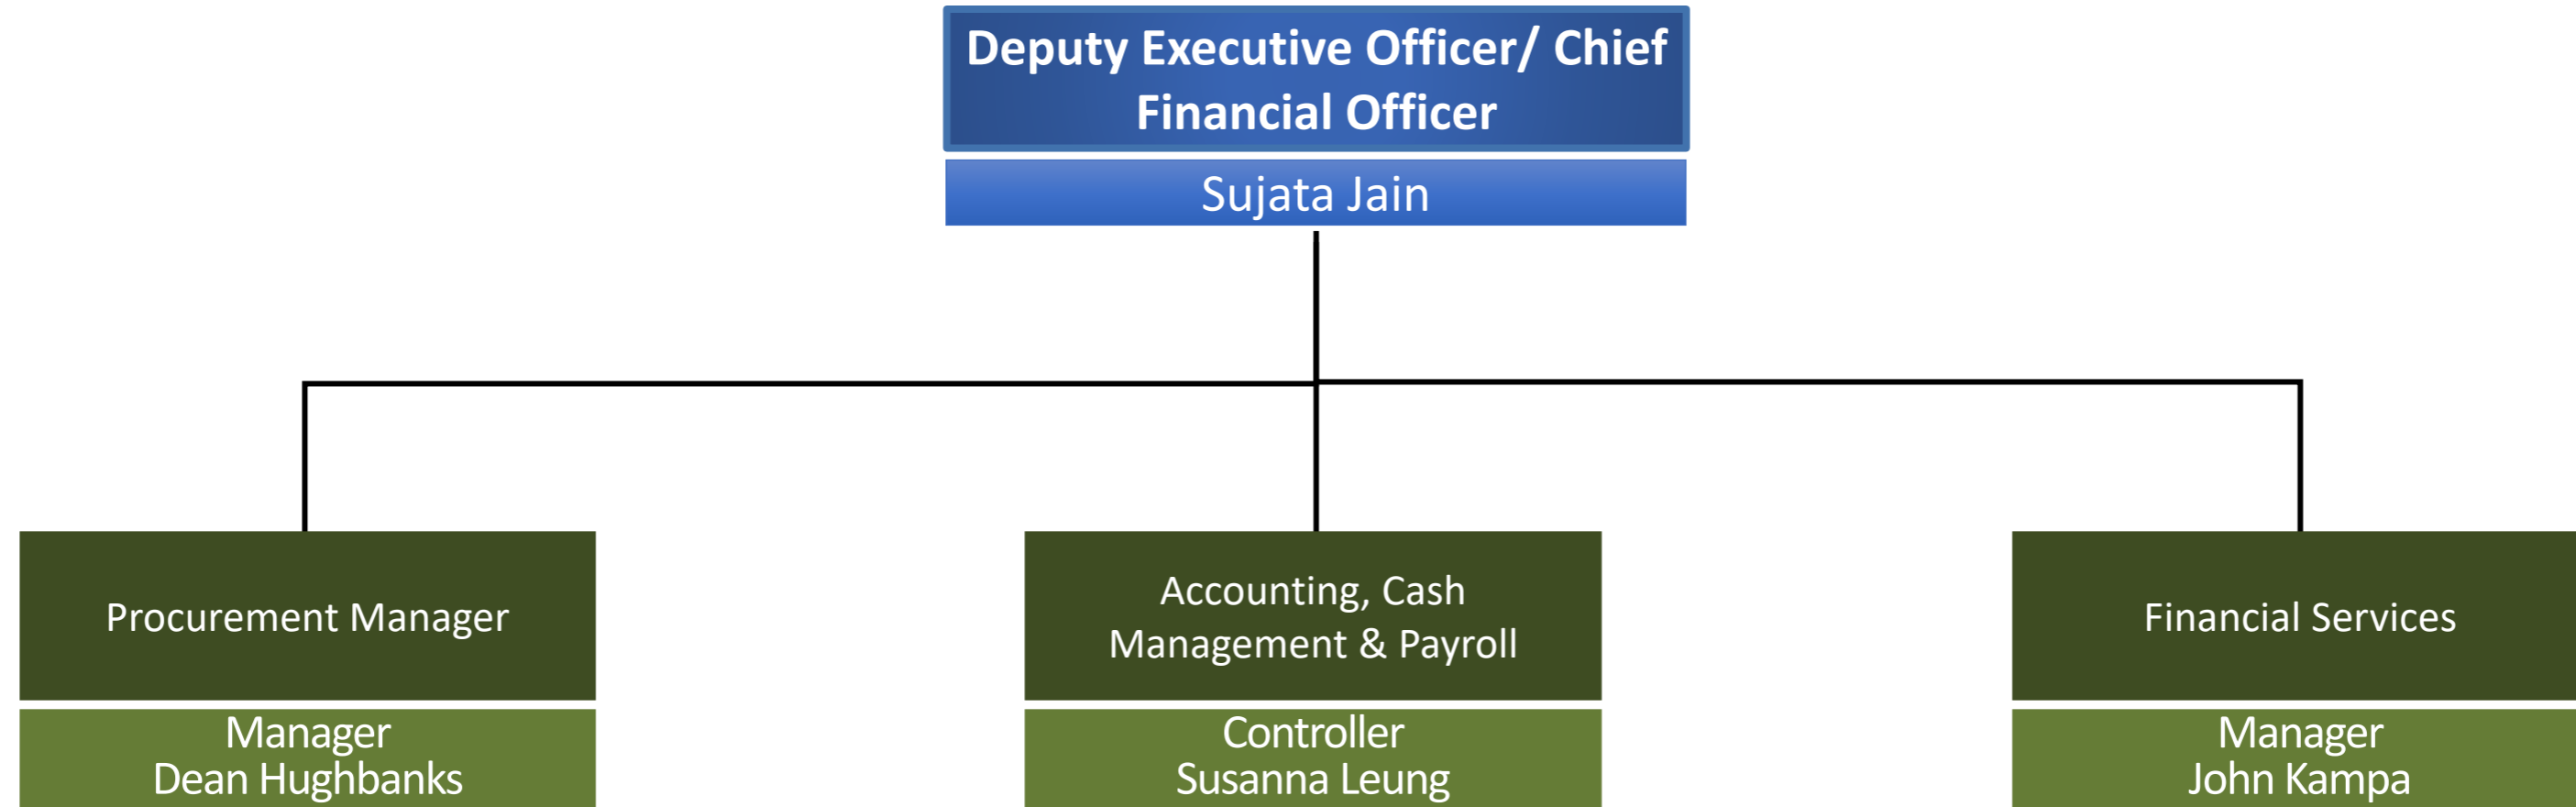 Deputy Executive Officer/ Chief
Financial Officer
Sujata Jain
Procurement Manager
Manager
Dean Hughbanks
Accounting, Cash
Management & Payroll
Controller
Susanna Leung
Financial Services
Manager
John Kampa